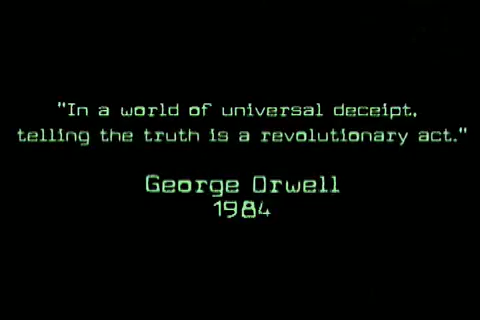 "In a world of universal deceipt,
telling the truth is a revolutionary act."
George Orwell
1984